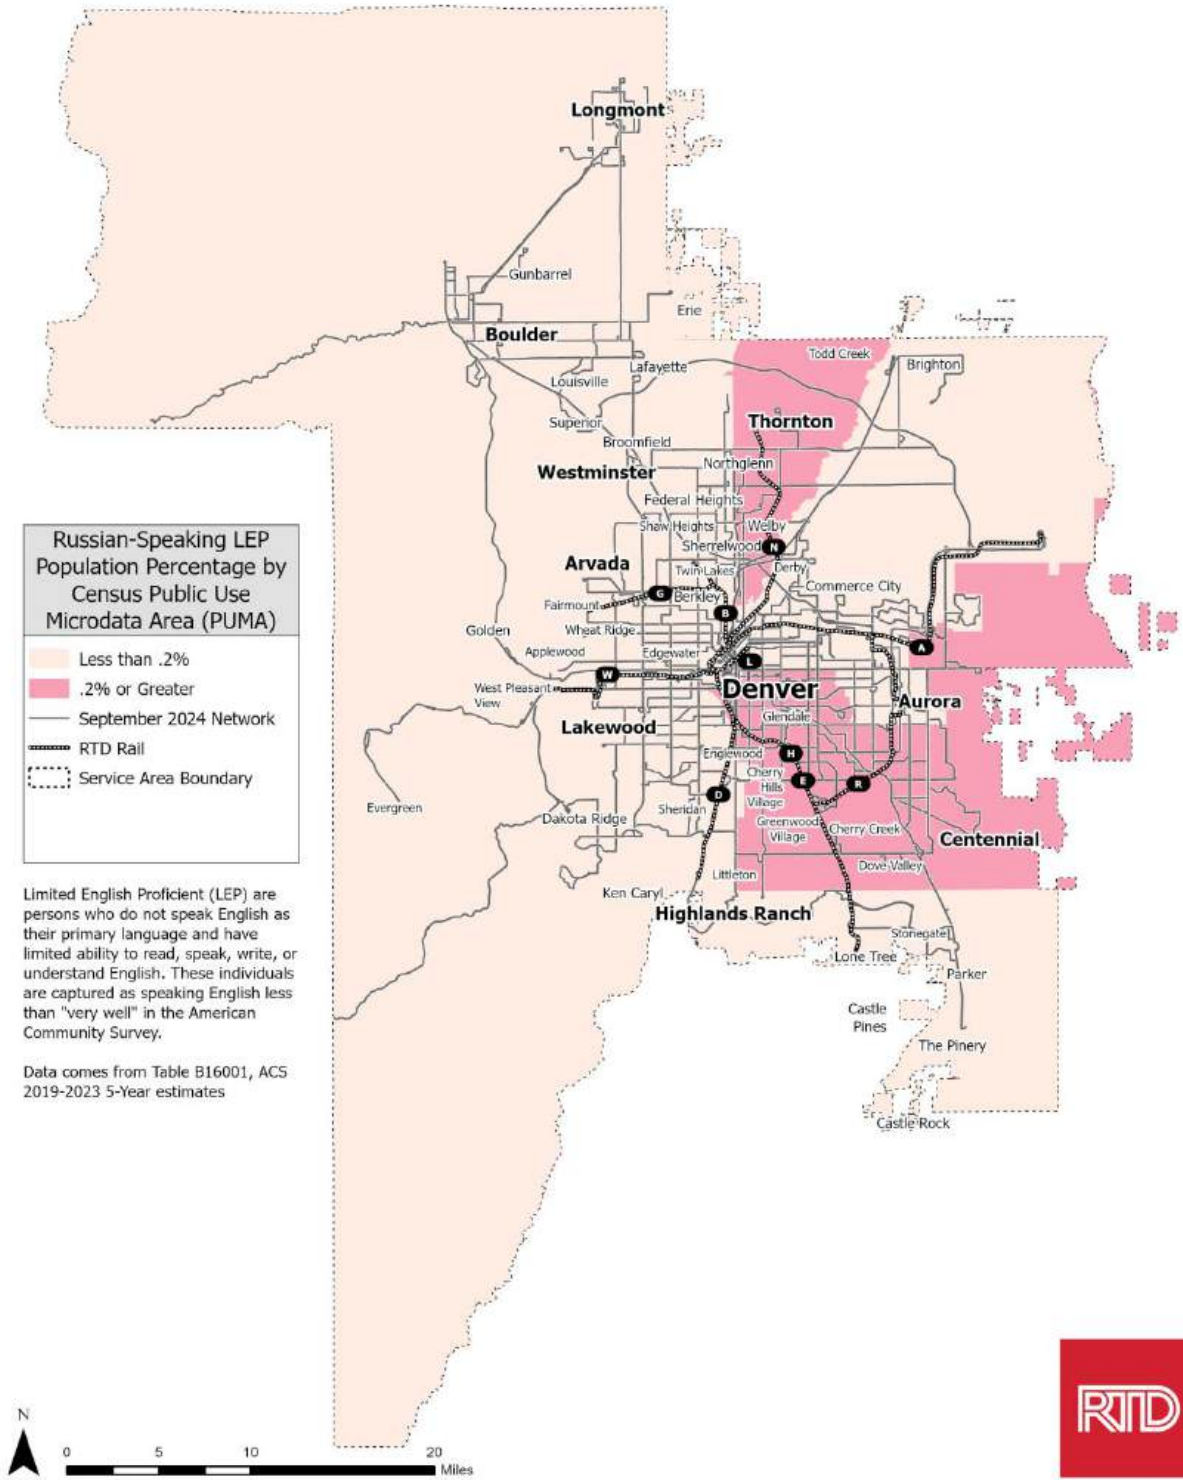 Longmont
Gunbarrel
Erie
Boulder
Todd Creek
Brighton
Lafayette
Louisville
Superior
Thornton
Broomfield
Northglenn
Westminster
Federal Heights
Shaw Heights
Welby
Sherrelwood
N
Arvada
Twin Lakes
Derby
Commerce City
G
Berkley
Fairmount
B
Golden
Wheat Ridge
Applewood
Edgewater
A
L
W
West Pleasant
View
Denver
Aurora
Lakewood
Glendale
Englewood
H
Cherry
Hills
Village
E
R
D
Sheridan
Evergreen
Dakota Ridge
Greenwood
Village
Cherry Creek
Centennial
Dove Valley
Littleton
Ken Caryl
Highlands Ranch
Stonegate
Lone Tree
Parker
Castle
Pines
The Pinery
Castle Rock
Russian-Speaking LEP
Population Percentage by
Census Public Use
Microdata Area (PUMA)
Less than .2%
.2% or Greater
September 2024 Network
RTD Rail
Service Area Boundary
Limited English Proficient (LEP) are
persons who do not speak English as
their primary language and have
limited ability to read, speak, write, or
understand English. These individuals
are captured as speaking English less
than "very well" in the American
Community Survey.
Data comes from Table B16001, ACS
2019-2023 5-Year estimates
N
0 5 10 20
Miles
RTD